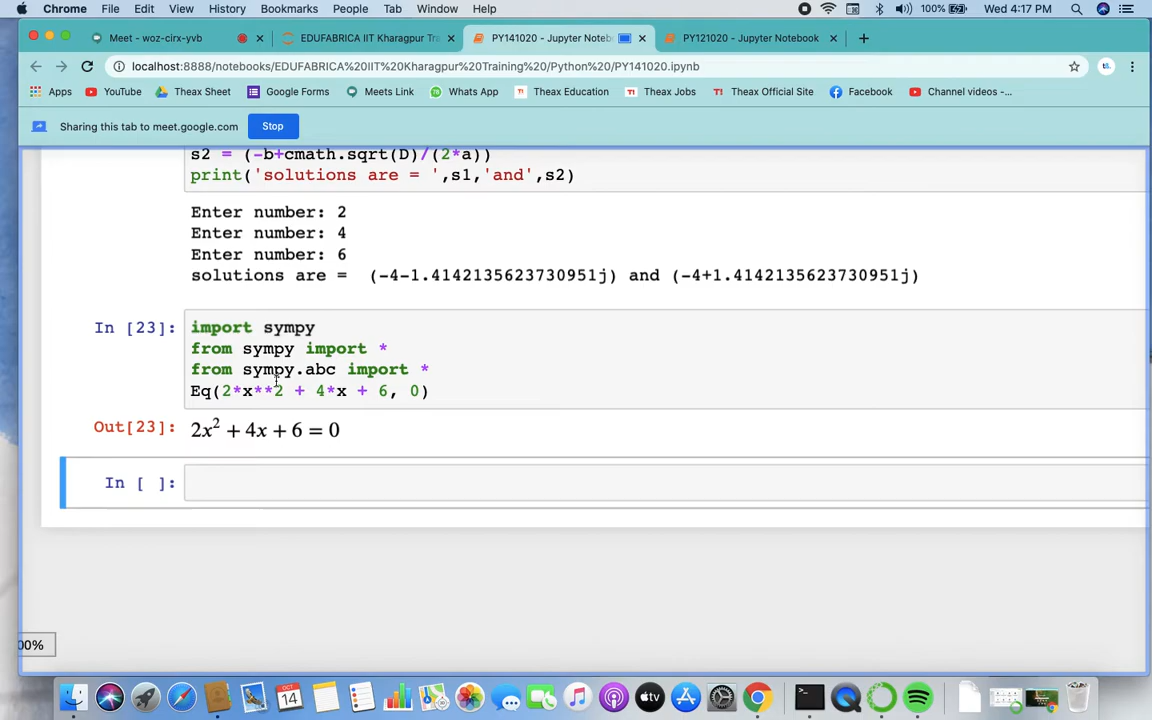 Chrome File Edit View History Bookmarks People Tab Window Help 100% Wed 4:17 PM
Meet - woz-cirx-yvb EDUFABRICA IIT Kharagpur Tra PY141020 - Jupyter Noteb PY121020 - Jupyter Notebook
localhost:8888/notebooks/EDUFABRICA%20IIT%20Kharagpur%20Training%20/Python%20/PY141020.ipynb
Apps YouTube Theax Sheet Google Forms Meets Link Whats App Theax Education Theax Jobs Theax Official Site Facebook Channel videos -...
Sharing this tab to meet.google.com Stop
s2 = (-b+cmath.sqrt(D)/(2*a))
print('solutions are = ',s1,'and',s2)
Enter number: 2
Enter number: 4
Enter number: 6
solutions are =  (-4-1.4142135623730951j) and (-4+1.4142135623730951j)
In [23]: import sympy
from sympy import *
from sympy.abc import *
Eq(2*x**2 + 4*x + 6, 0)
Out[23]: 2x² + 4x + 6 = 0
In [ ]:
00%
OCT
14